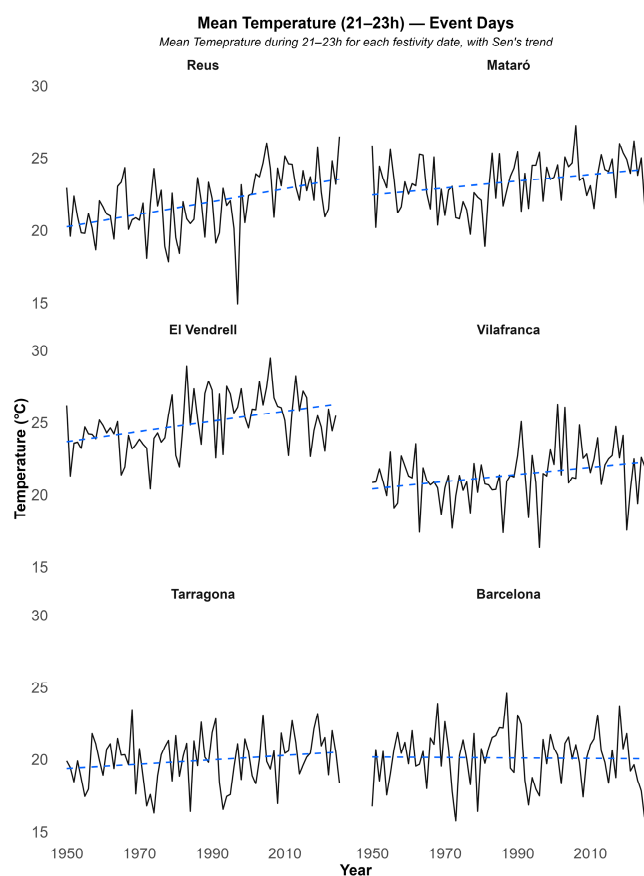 Mean Temperature (21–23h) — Event Days
Mean Temeprature during 21–23h for each festivity date, with Sen's trend
Reus
Mataró
30
25
20
15
El Vendrell
Vilafranca
30
25
20
15
Temperature (°C)
Tarragona
Barcelona
30
25
20
15
1950 1970 1990 2010 1950 1970 1990 2010
Year